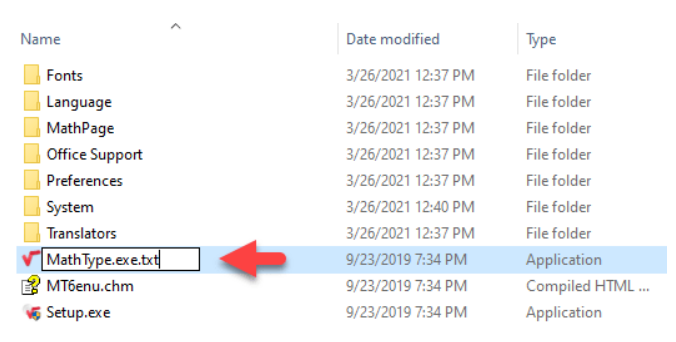 Name Date modified Type
Fonts 3/26/2021 12:37 PM File folder
Language 3/26/2021 12:37 PM File folder
MathPage 3/26/2021 12:37 PM File folder
Office Support 3/26/2021 12:37 PM File folder
Preferences 3/26/2021 12:37 PM File folder
System 3/26/2021 12:40 PM File folder
Translators 3/26/2021 12:37 PM File folder
MathType.exe.txt 9/23/2019 7:34 PM Application
MT6enu.chm 9/23/2019 7:34 PM Compiled HTML ...
Setup.exe 9/23/2019 7:34 PM Application